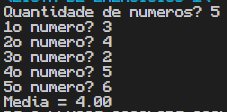 Quantidade de numeros? 5
1o numero? 3
2o numero? 4
3o numero? 2
4o numero? 5
5o numero? 6
Media = 4.00